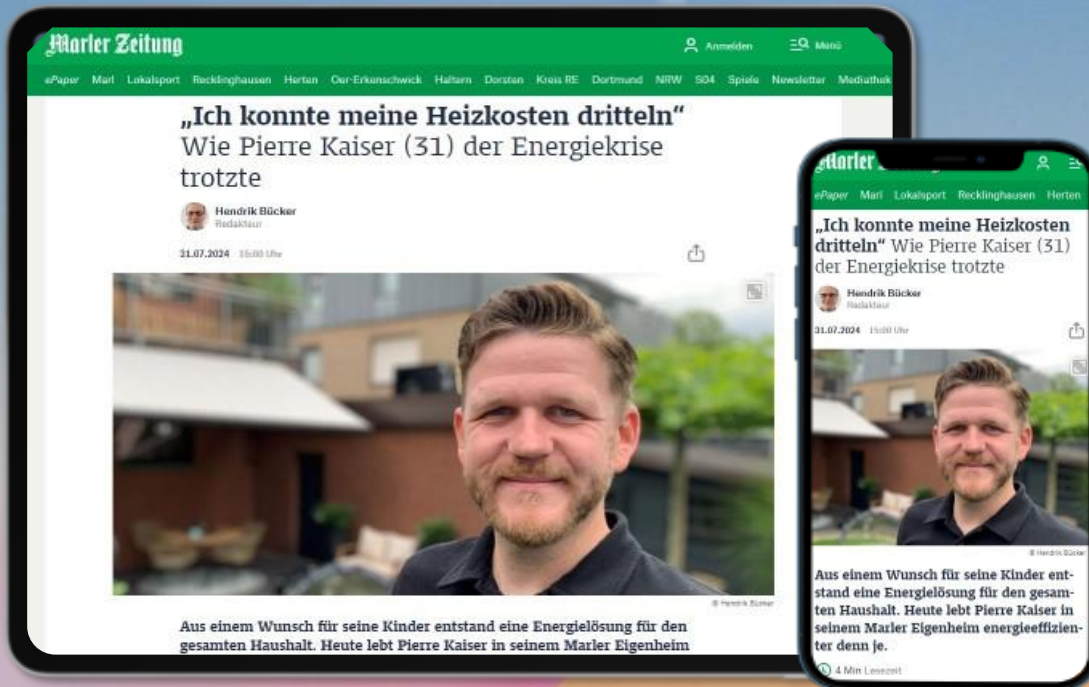 Marler Zeitung
Anmelden Menü
ePaper Marl Lokalsport Recklinghausen Herten Oer-Erkenschwick Haltern Dorsten Kreis RE Dortmund NRW S04 Spiele Newsletter Mediathek
„Ich konnte meine Heizkosten dritteln“
Wie Pierre Kaiser (31) der Energiekrise
trotzte
Hendrik Bücker
Redakteur
31.07.2024 15:00 Uhr
© Hendrik Bücker
Aus einem Wunsch für seine Kinder entstand eine Energielösung für den
gesamten Haushalt. Heute lebt Pierre Kaiser in seinem Marler Eigenheim
Marler
ePaper Marl Lokalsport Recklinghausen Herten
„Ich konnte meine Heizkosten
dritteln“ Wie Pierre Kaiser (31)
der Energiekrise trotzte
Hendrik Bücker
Redakteur
31.07.2024 15:00 Uhr
© Hendrik Bücker
Aus einem Wunsch für seine Kinder ent-
stand eine Energielösung für den gesam-
ten Haushalt. Heute lebt Pierre Kaiser in
seinem Marler Eigenheim energieeffizien-
ter denn je.
4 Min Lesezeit